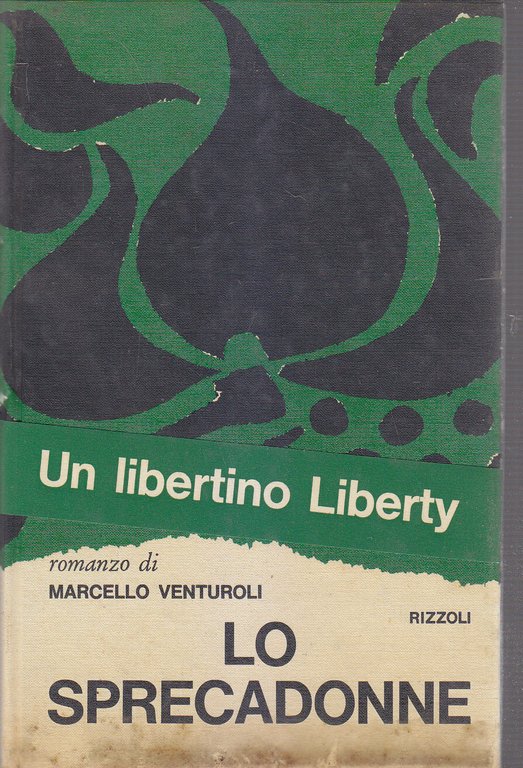 Un libertino Liberty
romanzo di
MARCELLO VENTUROLI
RIZZOLI
LO
SPRECADONNE